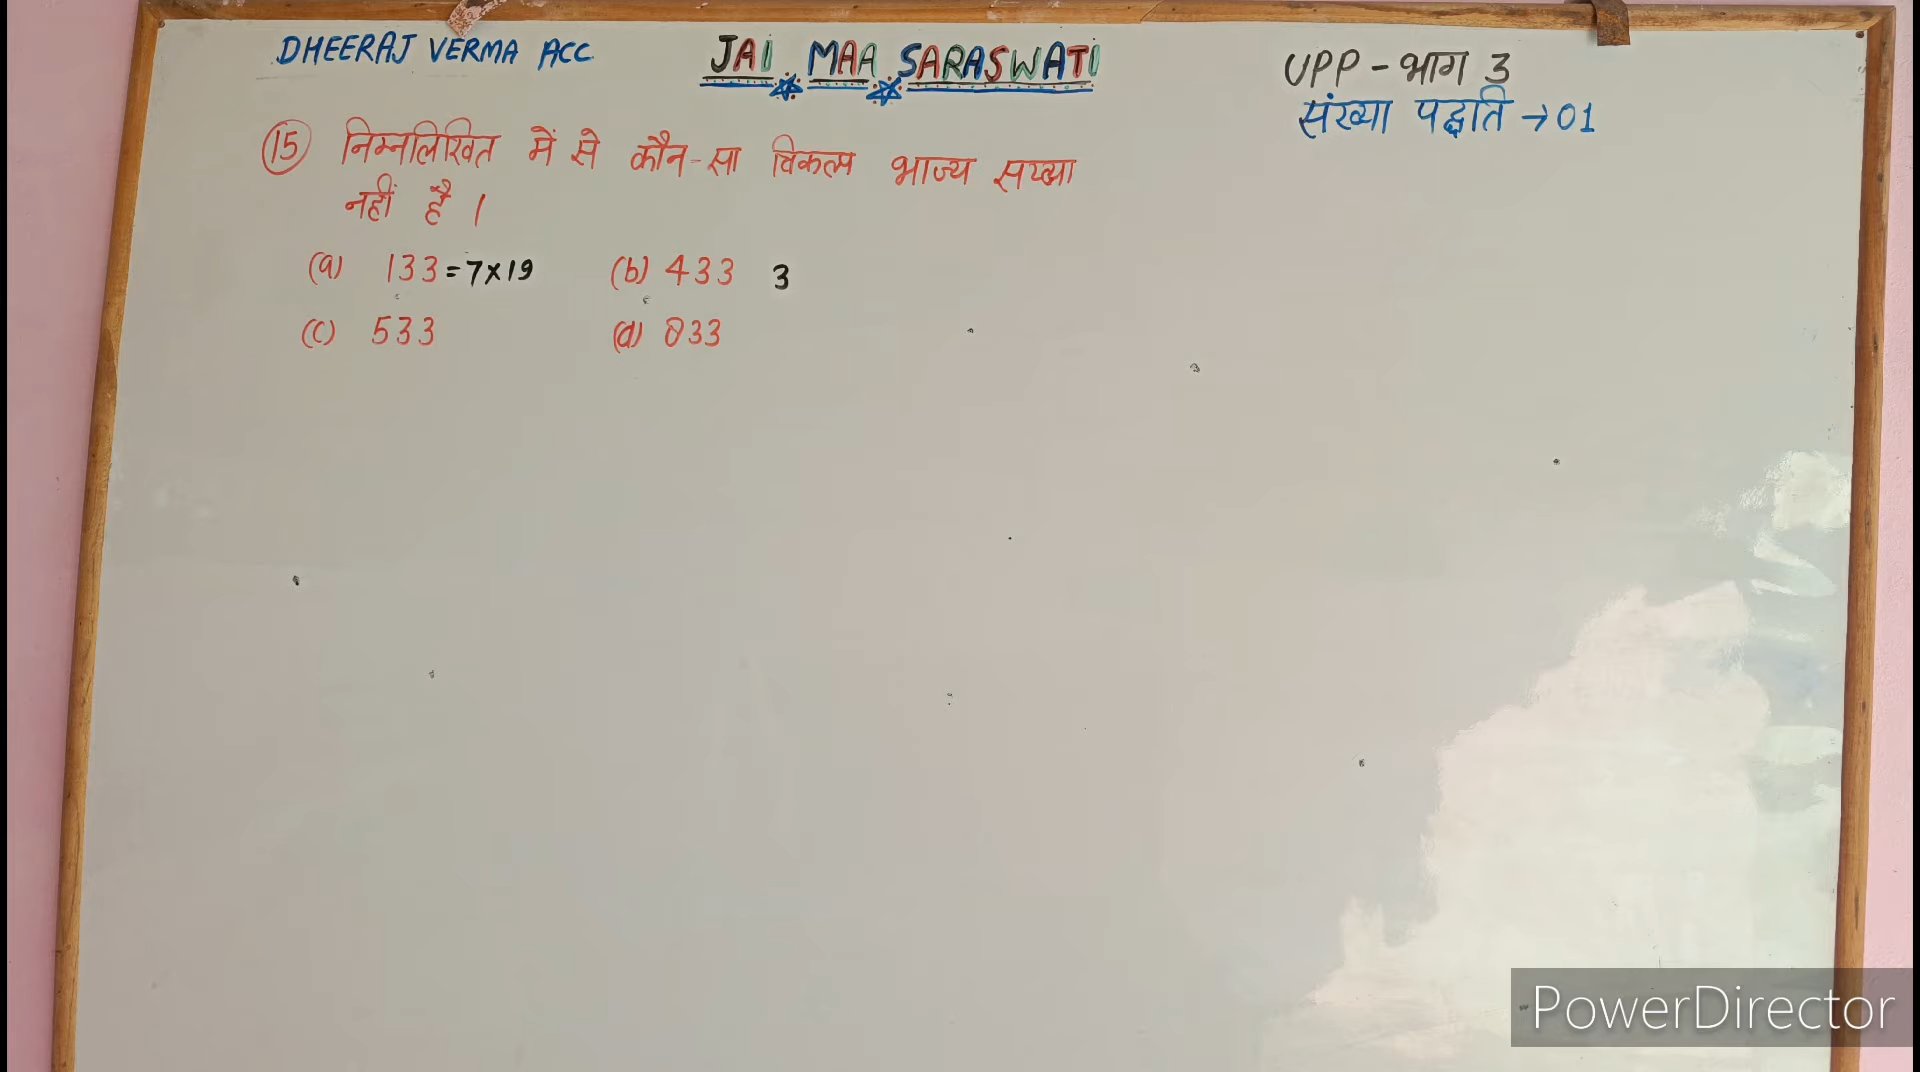 DHEERAJ VERMA ACC.
JAI MAA SARASWATI
UPP - भाग 3
संख्या पद्धति → 01
(15) निम्नलिखित में से कौन-सा विकल्प भाज्य सख्या
नहीं है ।
(a) 133 = 7×19 (b) 433 3
(c) 533 (d) 833
PowerDirector